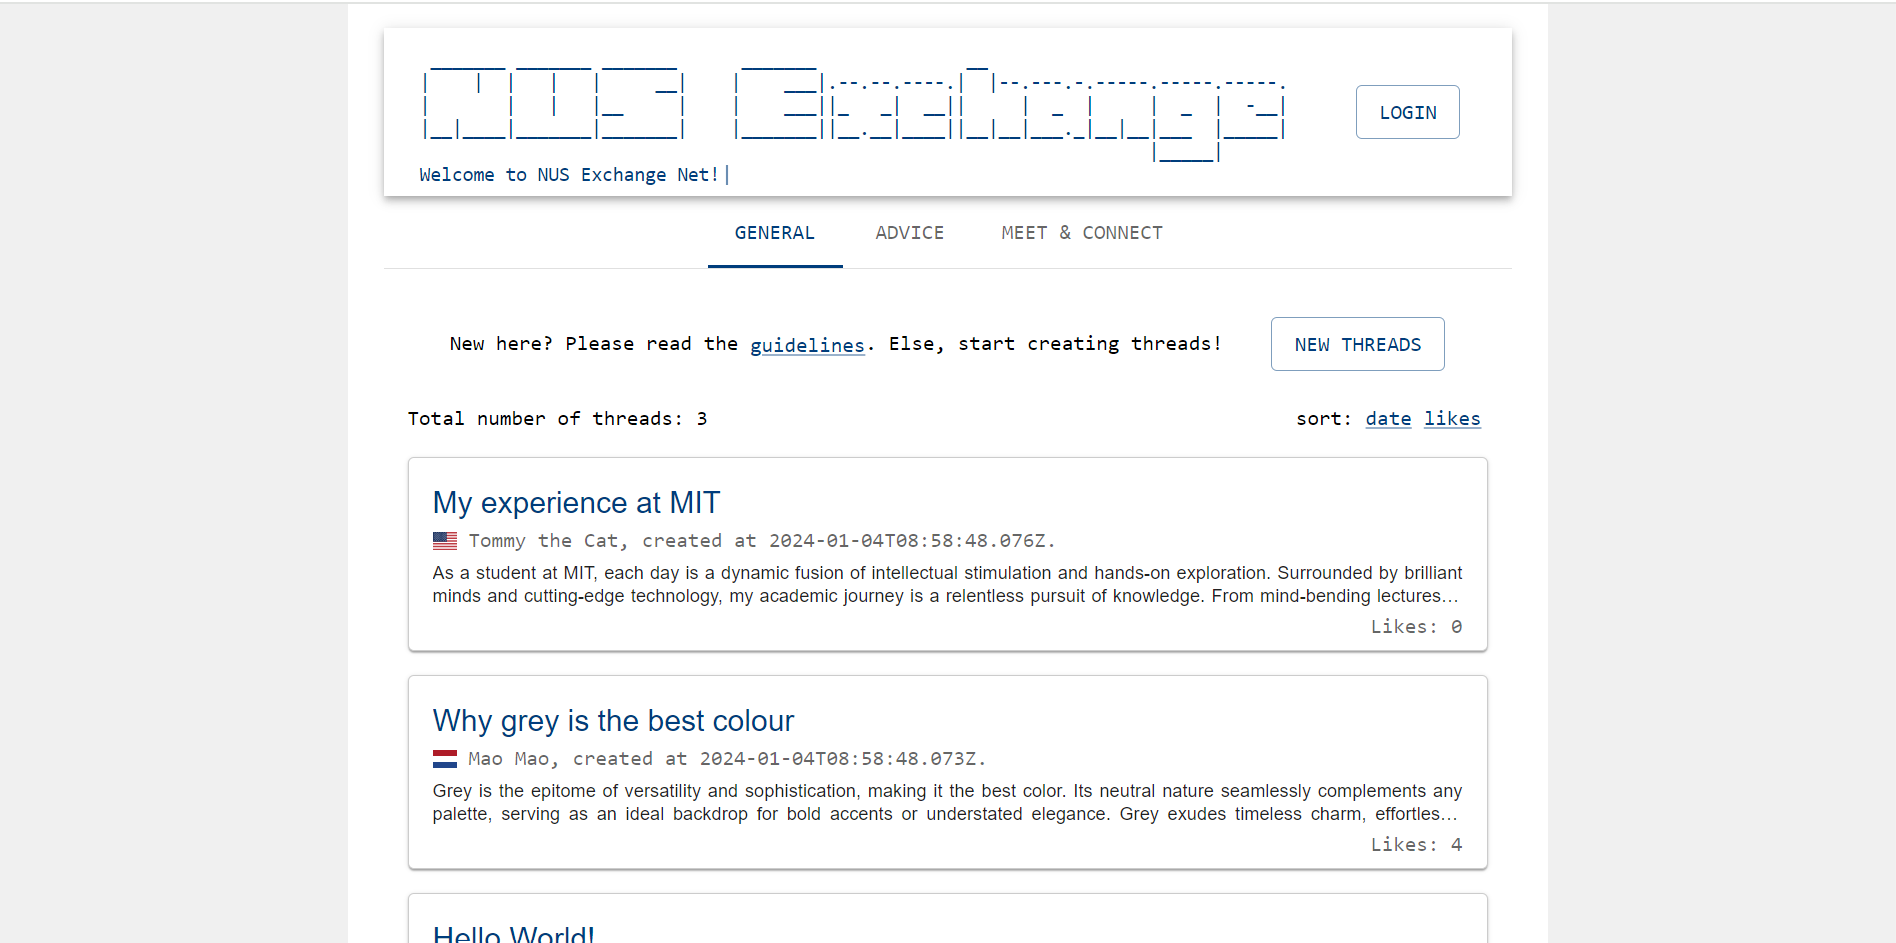 NUS Exchange
LOGIN
Welcome to NUS Exchange Net!
GENERAL ADVICE MEET & CONNECT
New here? Please read the guidelines. Else, start creating threads! NEW THREADS
Total number of threads: 3 sort: date likes
My experience at MIT
Tommy the Cat, created at 2024-01-04T08:58:48.076Z.
As a student at MIT, each day is a dynamic fusion of intellectual stimulation and hands-on exploration. Surrounded by brilliant
minds and cutting-edge technology, my academic journey is a relentless pursuit of knowledge. From mind-bending lectures...
Likes: 0
Why grey is the best colour
Mao Mao, created at 2024-01-04T08:58:48.073Z.
Grey is the epitome of versatility and sophistication, making it the best color. Its neutral nature seamlessly complements any
palette, serving as an ideal backdrop for bold accents or understated elegance. Grey exudes timeless charm, effortles...
Likes: 4
Hello World!